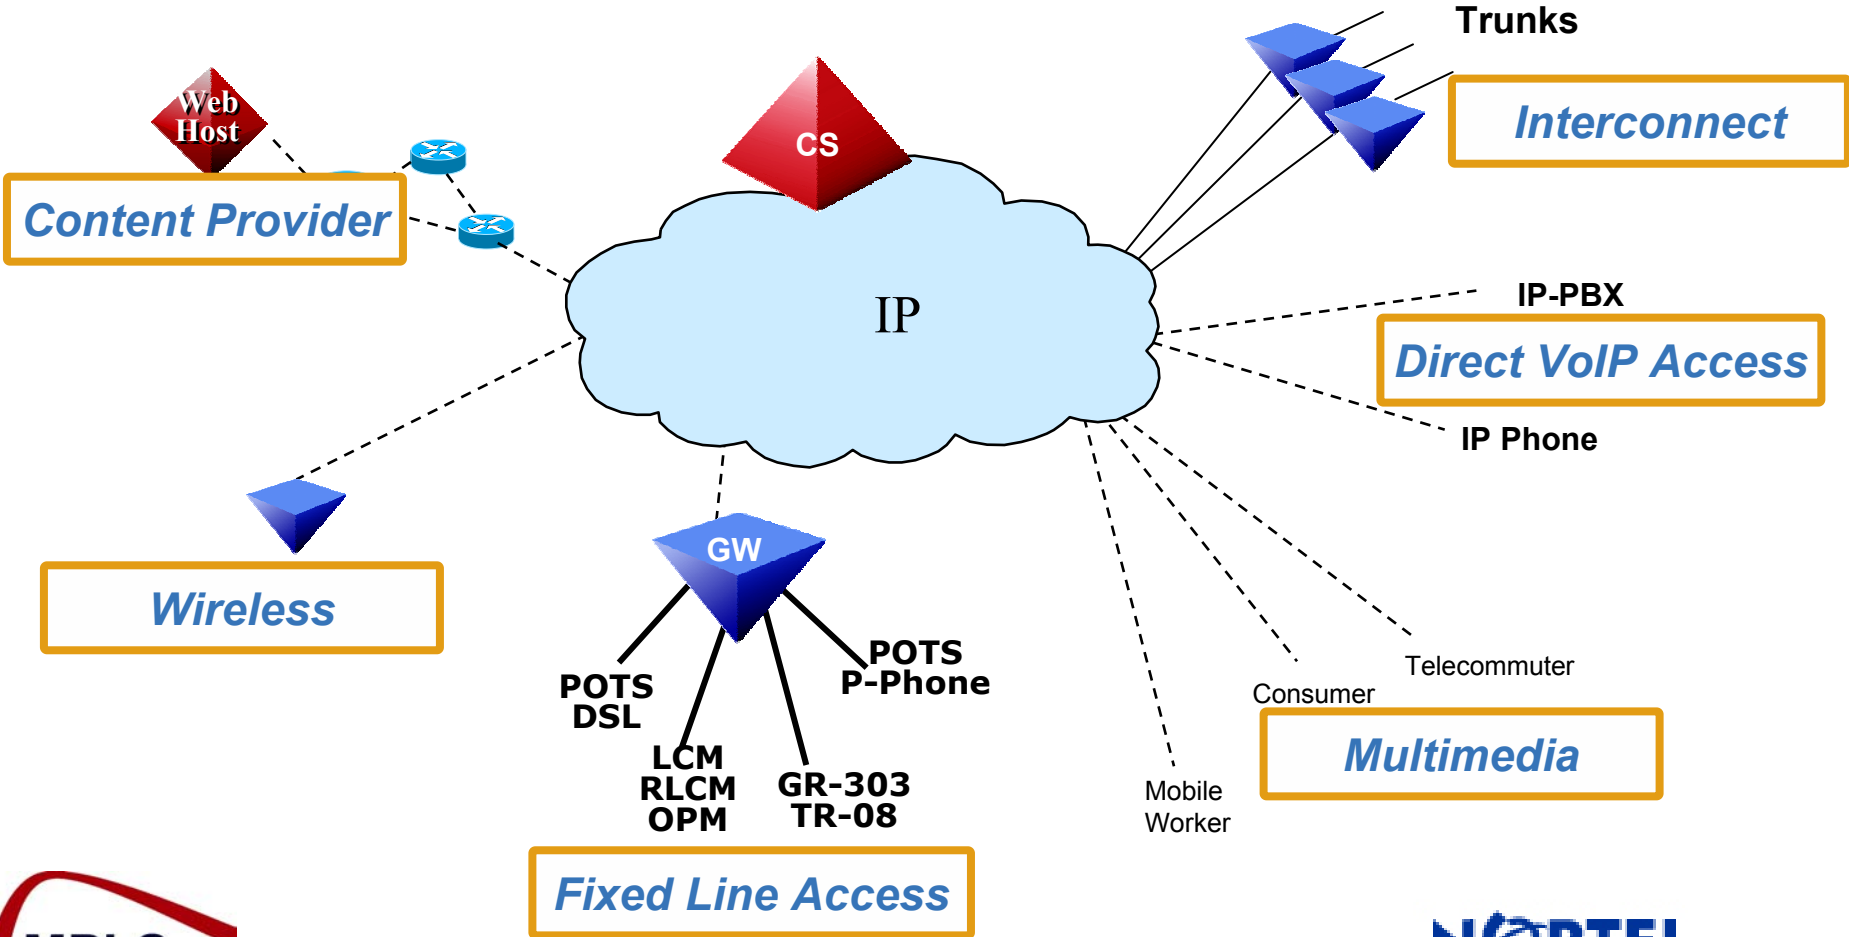 Trunks
Web
Host
CS
Interconnect
Content Provider
IP
IP-PBX
Direct VoIP Access
IP Phone
GW
Wireless
POTS
P-Phone
POTS
DSL
Telecommuter
Consumer
LCM
RLCM
OPM
GR-303
TR-08
Multimedia
Mobile
Worker
Fixed Line Access
NORTEL